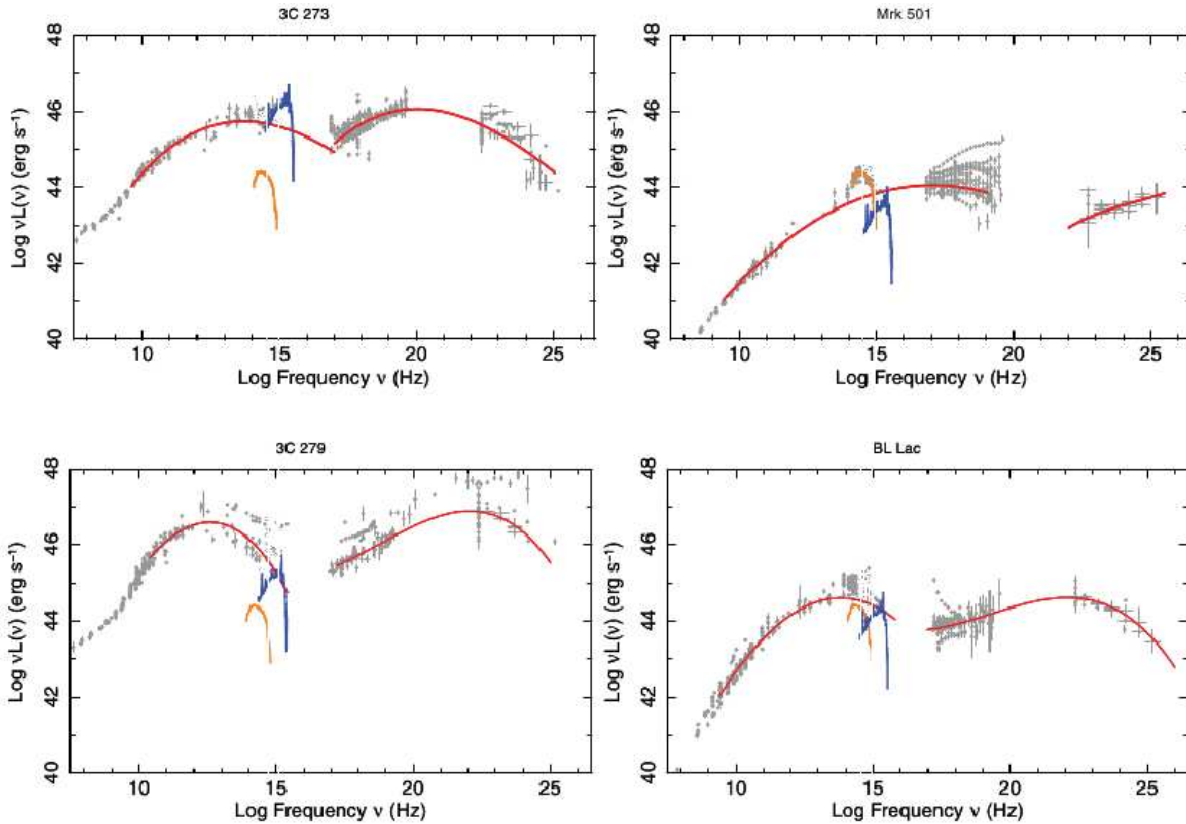 3C 273
48
46
44
42
40
Log νL(ν) (erg s⁻¹)
10 15 20 25
Log Frequency ν (Hz)
Mrk 501
48
46
44
42
40
Log νL(ν) (erg s⁻¹)
10 15 20 25
Log Frequency ν (Hz)
3C 279
48
46
44
42
40
Log νL(ν) (erg s⁻¹)
10 15 20 25
Log Frequency ν (Hz)
BL Lac
48
46
44
42
40
Log νL(ν) (erg s⁻¹)
10 15 20 25
Log Frequency ν (Hz)